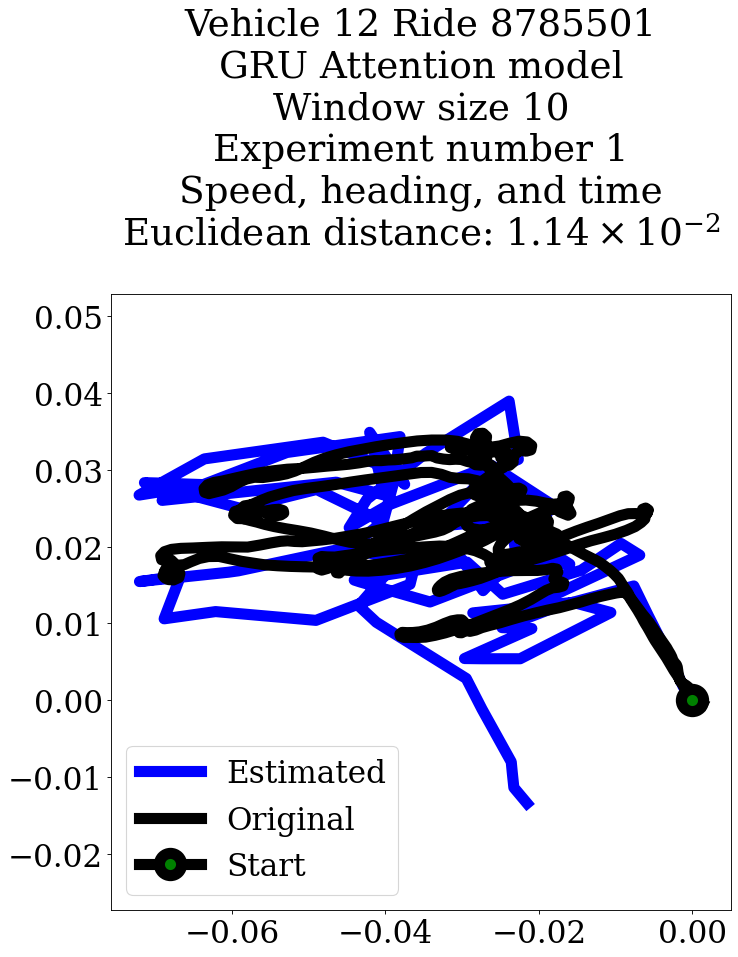 Vehicle 12 Ride 8785501
GRU Attention model
Window size 10
Experiment number 1
Speed, heading, and time
Euclidean distance: 1.14 × 10⁻²
0.05
0.04
0.03
0.02
0.01
0.00
−0.01
−0.02
Estimated
Original
Start
−0.06 −0.04 −0.02 0.00